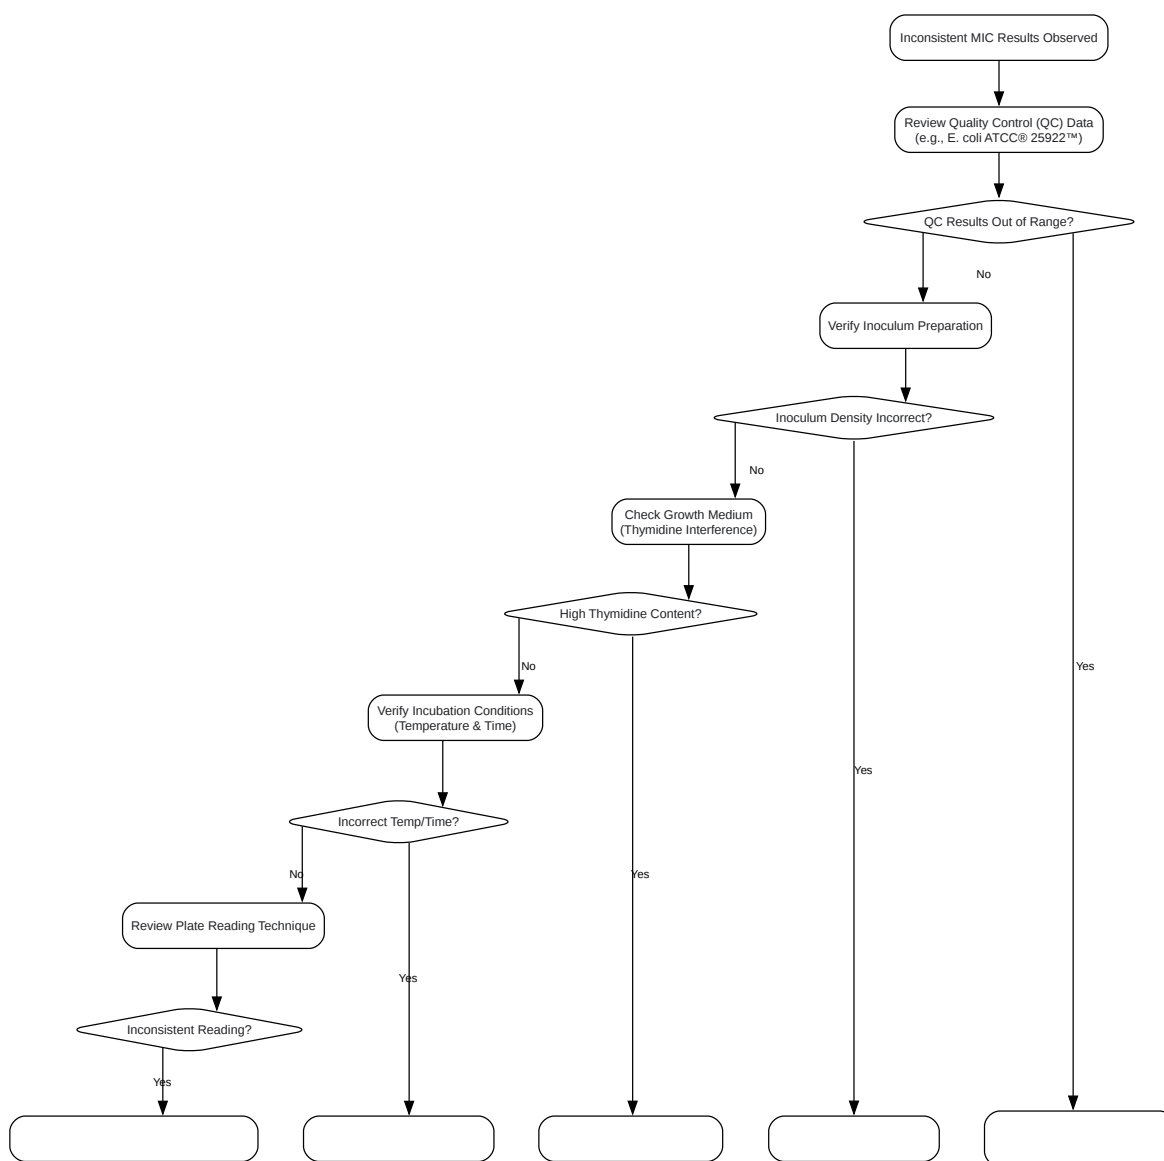 Inconsistent MIC Results Observed
Review Quality Control (QC) Data
(e.g., E. coli ATCC® 25922™)
QC Results Out of Range?
No
Verify Inoculum Preparation
Inoculum Density Incorrect?
No
Check Growth Medium
(Thymidine Interference)
High Thymidine Content?
No
Yes
Verify Incubation Conditions
(Temperature & Time)
Yes
Incorrect Temp/Time?
No
Yes
Review Plate Reading Technique
Yes
Inconsistent Reading?
Yes